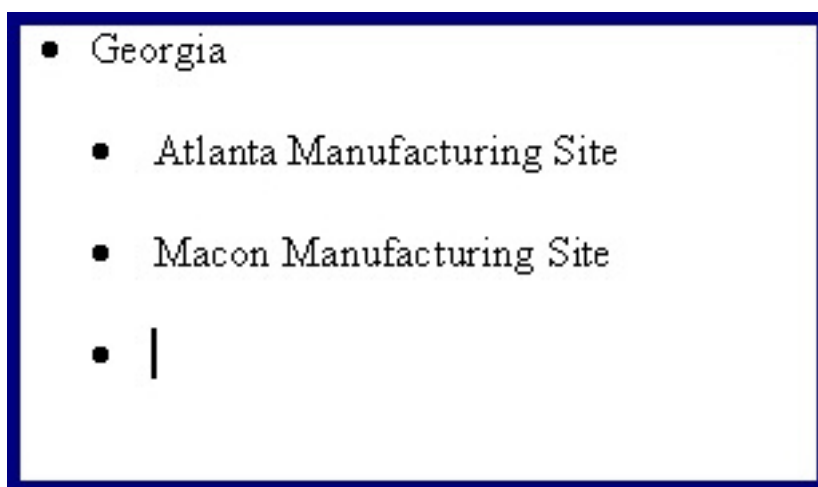 • Georgia
• Atlanta Manufacturing Site
• Macon Manufacturing Site
•